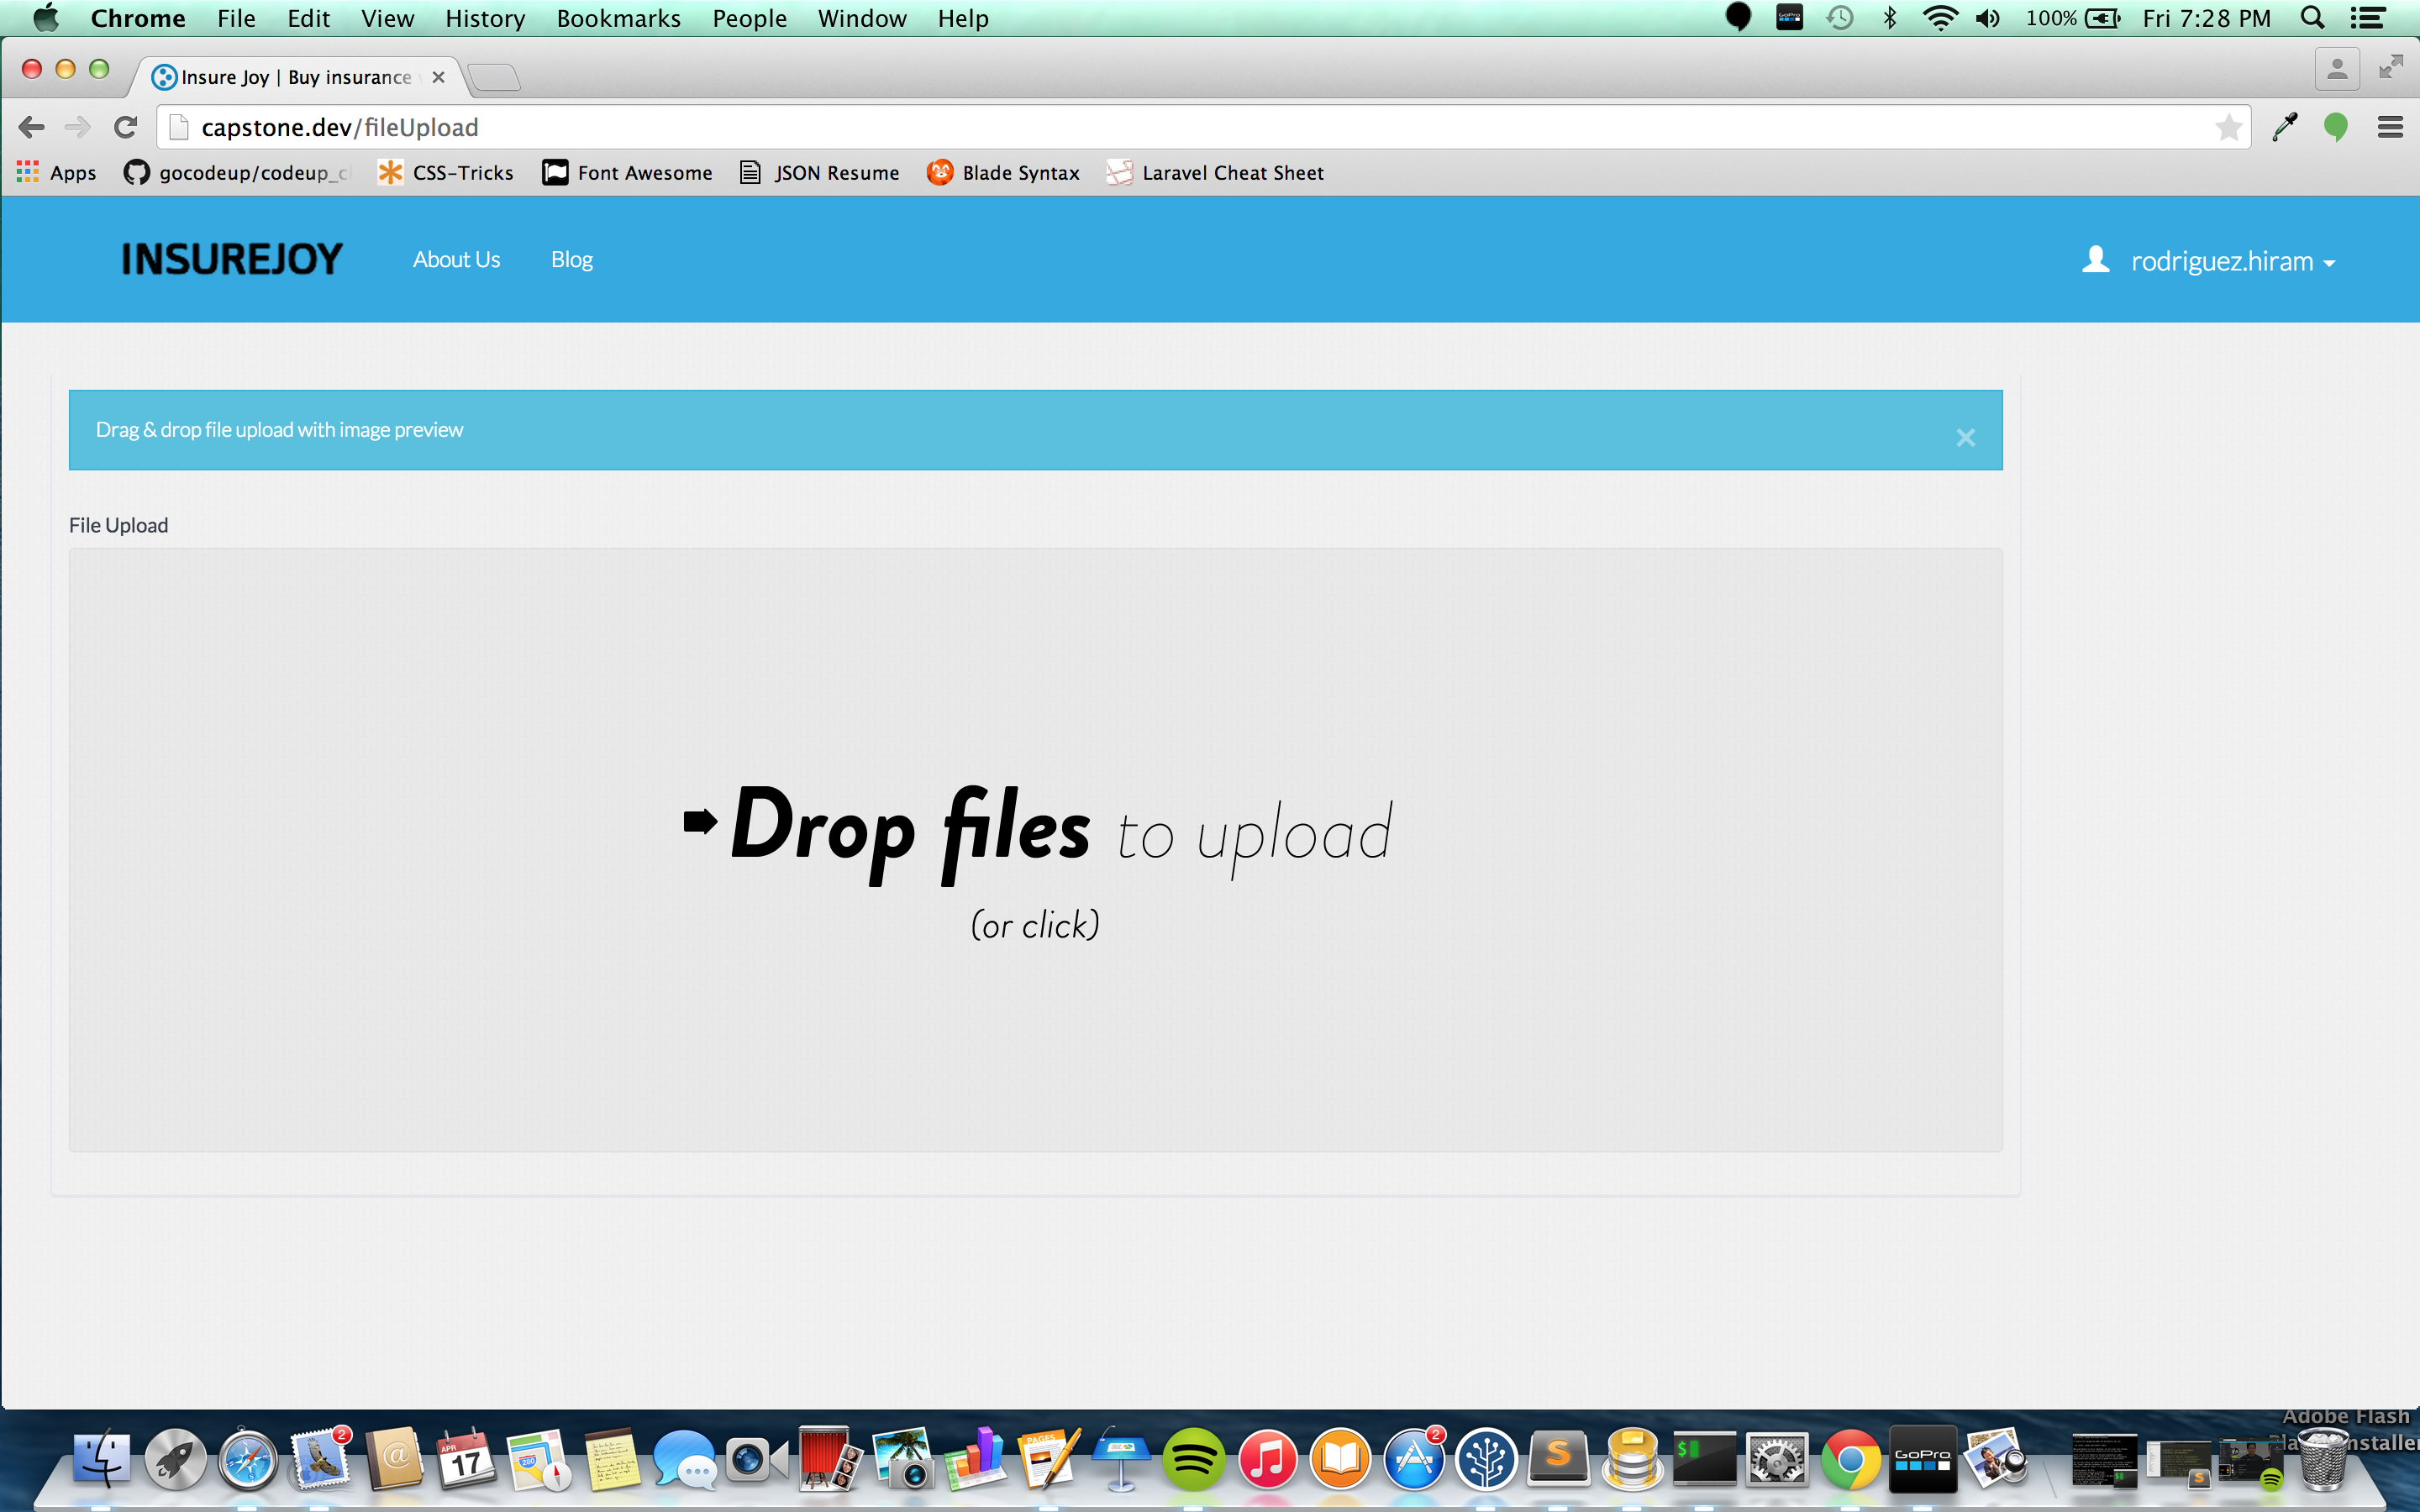 Chrome File Edit View History Bookmarks People Window Help
GoPro 100% Fri 7:28 PM
Insure Joy | Buy insurance
capstone.dev/fileUpload
Apps gocodeup/codeup_c CSS-Tricks Font Awesome JSON Resume Blade Syntax Laravel Cheat Sheet
INSUREJOY About Us Blog rodriguez.hiram
Drag & drop file upload with image preview ×
File Upload
Drop files to upload
(or click)
Adobe Flash
2 APR 17 280 PAGES 2 S $ GoPro